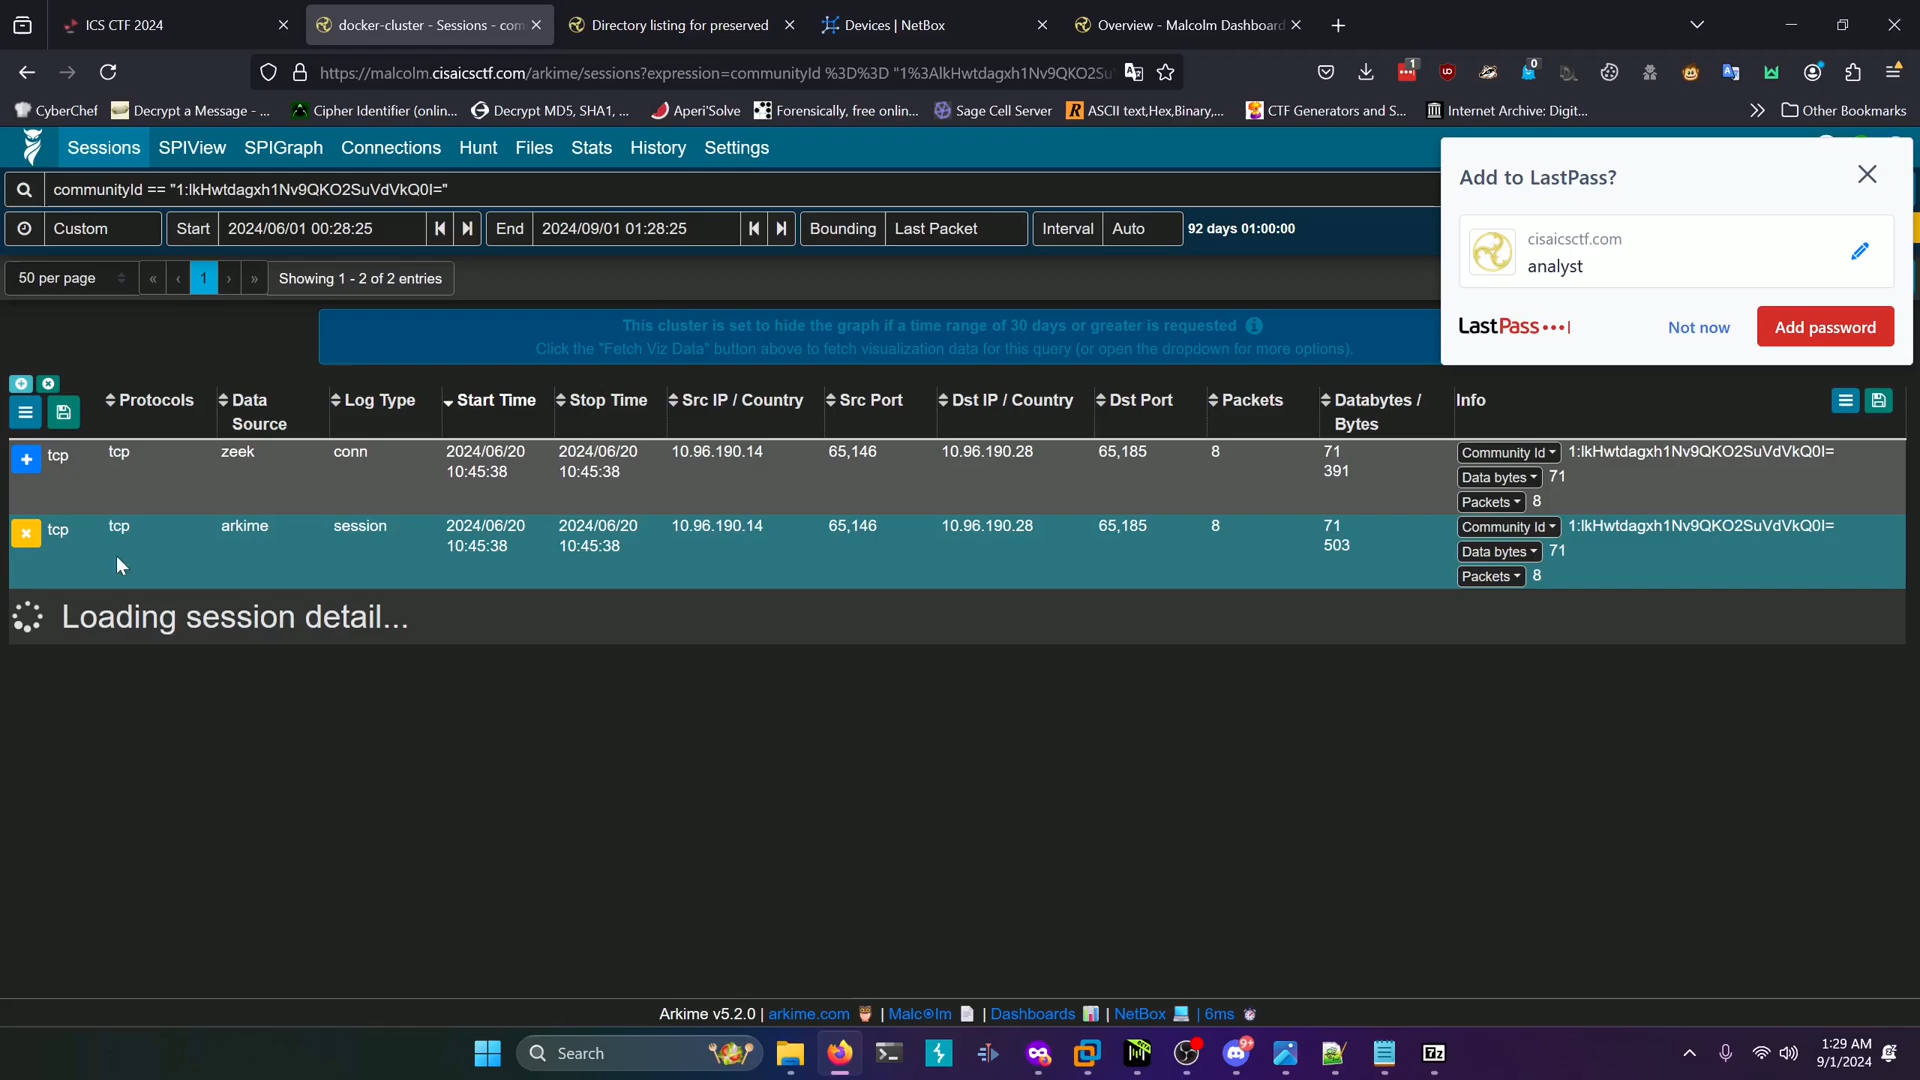 ICS CTF 2024
docker-cluster - Sessions - com
Directory listing for preserved
Devices | NetBox
Overview - Malcolm Dashboard
https://malcolm.cisaicsctf.com/arkime/sessions?expression=communityId %3D%3D "1%3AlkHwtdagxh1Nv9QKO2SuV
1
0
CyberChef
Decrypt a Message - ...
Cipher Identifier (onlin...
Decrypt MD5, SHA1, ...
Aperi'Solve
Forensically, free onlin...
Sage Cell Server
ASCII text,Hex,Binary,...
CTF Generators and S...
Internet Archive: Digit...
Other Bookmarks
Sessions
SPIView
SPIGraph
Connections
Hunt
Files
Stats
History
Settings
Add to LastPass?
cisaicsctf.com
analyst
LastPass
Not now
Add password
communityId == "1:lkHwtdagxh1Nv9QKO2SuVdVkQ0I="
Custom
Start
2024/06/01 00:28:25
End
2024/09/01 01:28:25
Bounding
Last Packet
Interval
Auto
92 days 01:00:00
50 per page
«
‹
1
›
»
Showing 1 - 2 of 2 entries
This cluster is set to hide the graph if a time range of 30 days or greater is requested
Click the "Fetch Viz Data" button above to fetch visualization data for this query (or open the dropdown for more options).
Protocols
Data Source
Log Type
Start Time
Stop Time
Src IP / Country
Src Port
Dst IP / Country
Dst Port
Packets
Databytes / Bytes
Info
tcp
tcp
zeek
conn
2024/06/20 10:45:38
2024/06/20 10:45:38
10.96.190.14
65,146
10.96.190.28
65,185
8
71
391
Community Id 1:lkHwtdagxh1Nv9QKO2SuVdVkQ0I=
Data bytes 71
Packets 8
tcp
tcp
arkime
session
2024/06/20 10:45:38
2024/06/20 10:45:38
10.96.190.14
65,146
10.96.190.28
65,185
8
71
503
Community Id 1:lkHwtdagxh1Nv9QKO2SuVdVkQ0I=
Data bytes 71
Packets 8
Loading session detail...
Arkime v5.2.0 | arkime.com | Malcolm | Dashboards | NetBox | 6ms
Search
9+
7z
1:29 AM
9/1/2024